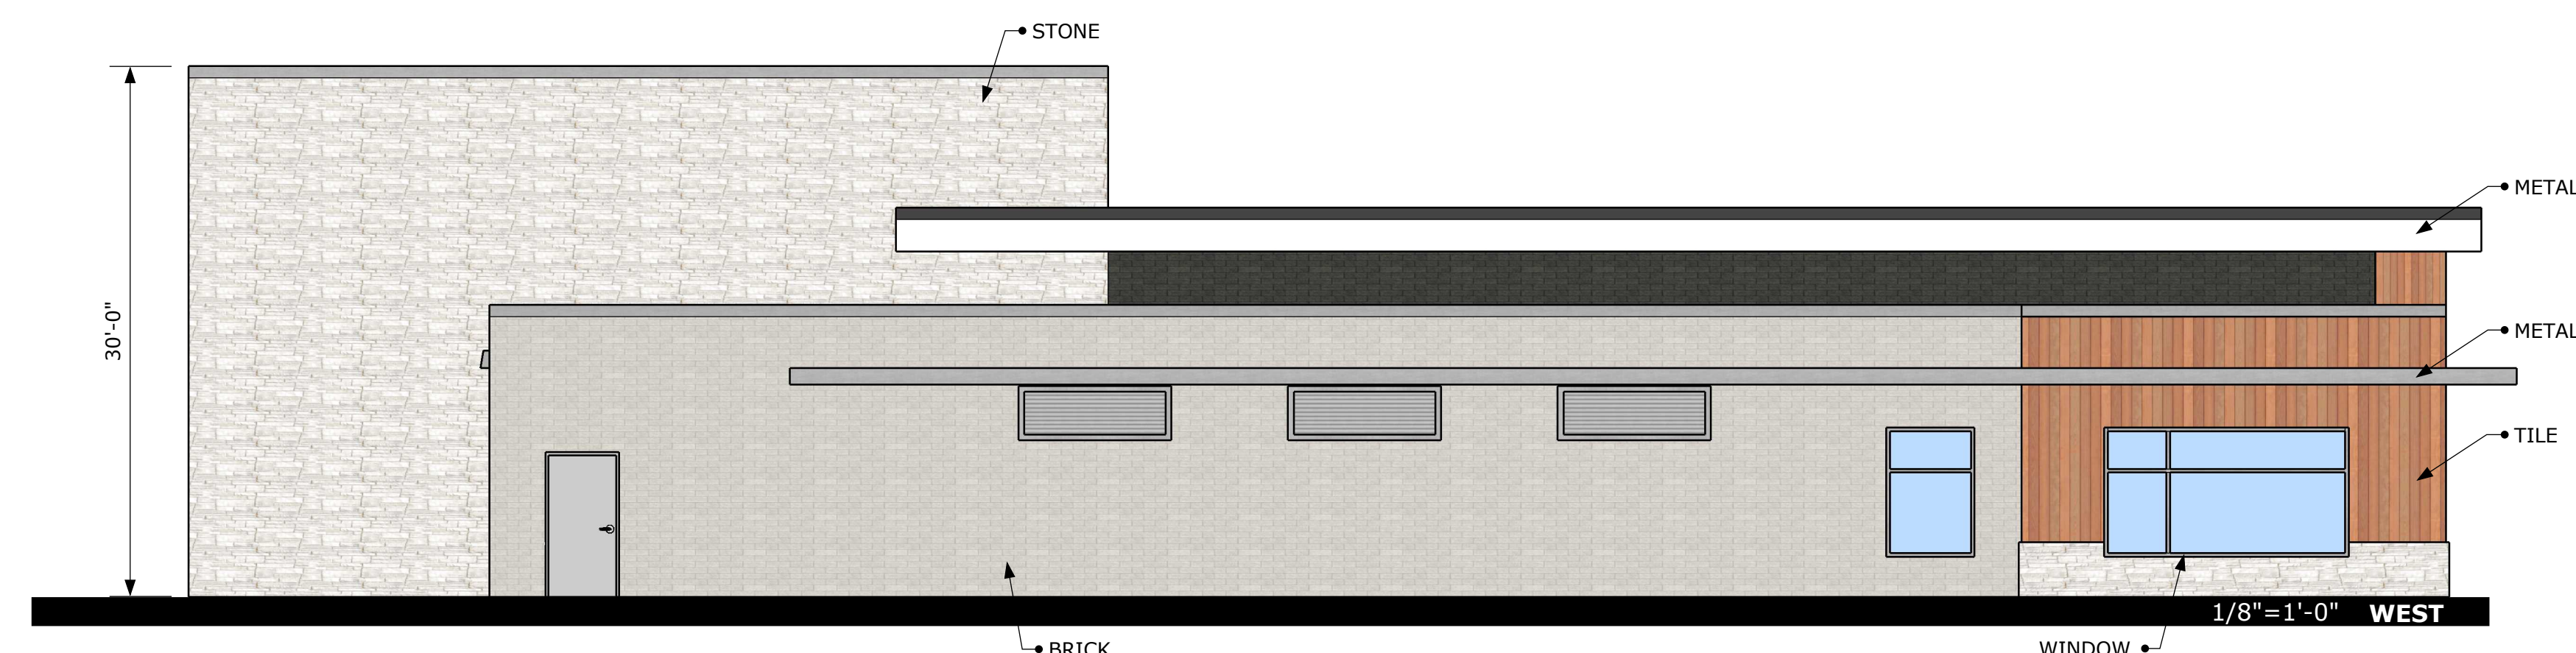 STONE
METAL
30'-0"
METAL
TILE
1/8"=1'-0" WEST
BRICK
WINDOW